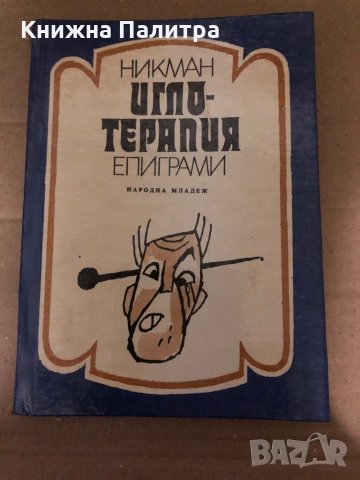 Книжна Палитра
НИКМАН
ИГЛО-
ТЕРАПИЯ
ЕПИГРАМИ
НАРОДНА МЛАДЕЖ
BAZAR